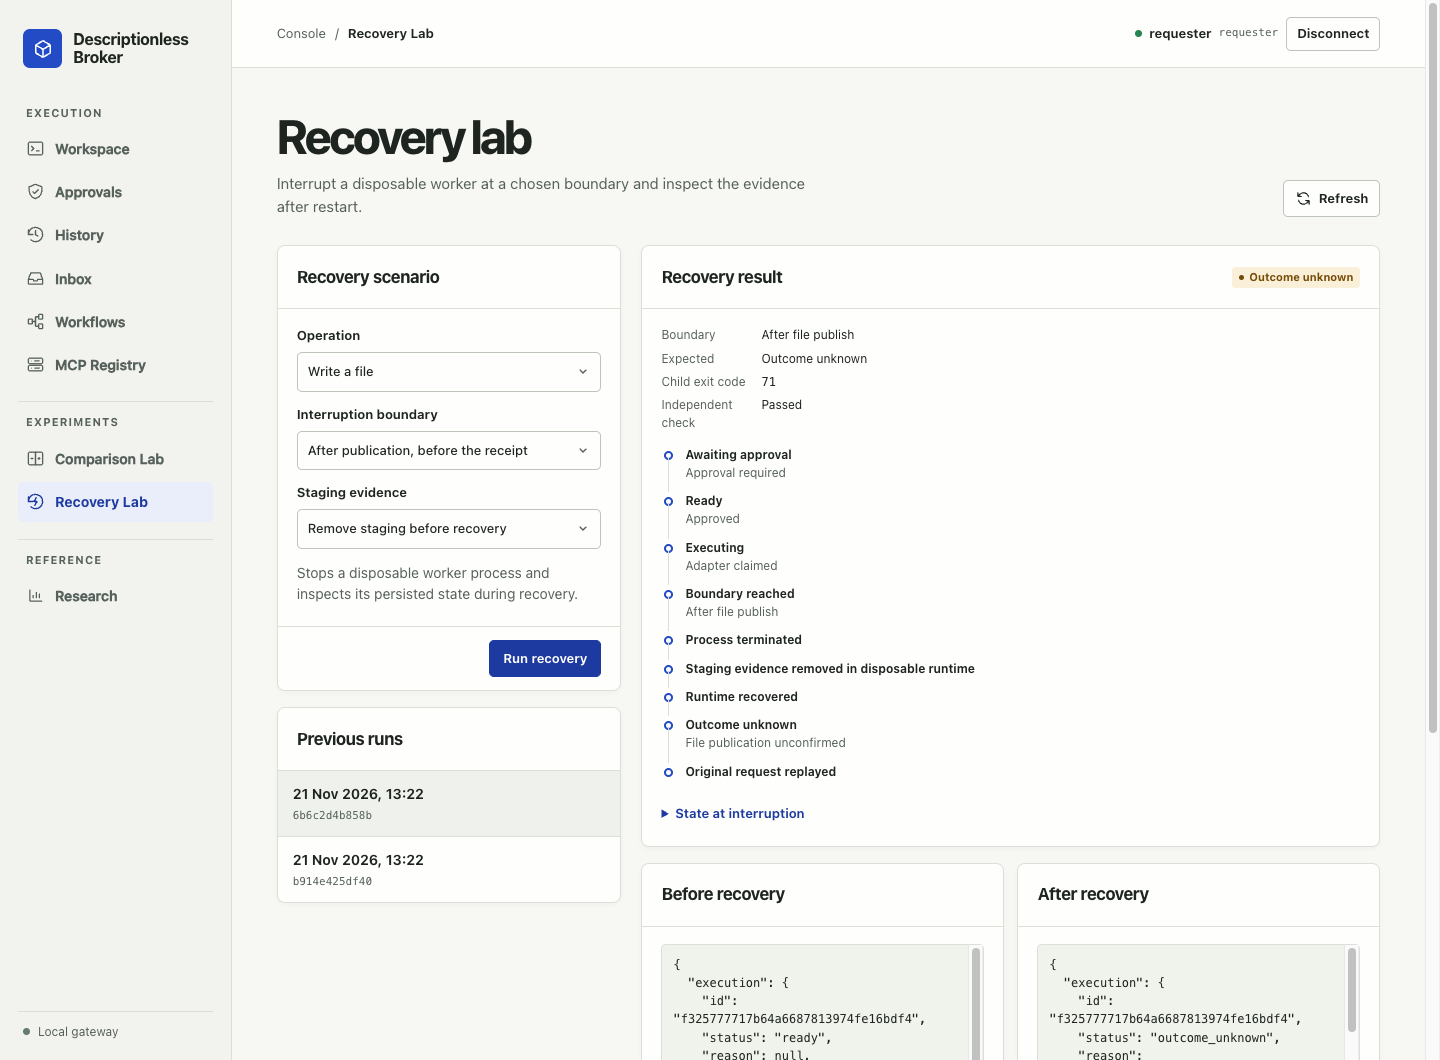 Descriptionless
Broker
EXECUTION
Workspace
Approvals
History
Inbox
Workflows
MCP Registry
EXPERIMENTS
Comparison Lab
Recovery Lab
REFERENCE
Research
Local gateway
Console / Recovery Lab
requester requester Disconnect
Recovery lab
Interrupt a disposable worker at a chosen boundary and inspect the evidence
after restart.
Refresh
Recovery scenario
Operation
Write a file
Interruption boundary
After publication, before the receipt
Staging evidence
Remove staging before recovery
Stops a disposable worker process and
inspects its persisted state during recovery.
Run recovery
Previous runs
21 Nov 2026, 13:22
6b6c2d4b858b
21 Nov 2026, 13:22
b914e425df40
Recovery result
Outcome unknown
Boundary After file publish
Expected Outcome unknown
Child exit code 71
Independent Passed
check
Awaiting approval
Approval required
Ready
Approved
Executing
Adapter claimed
Boundary reached
After file publish
Process terminated
Staging evidence removed in disposable runtime
Runtime recovered
Outcome unknown
File publication unconfirmed
Original request replayed
State at interruption
Before recovery
{
"execution": {
"id":
"f325777717b64a6687813974fe16bdf4",
"status": "ready",
"reason": null,
After recovery
{
"execution": {
"id":
"f325777717b64a6687813974fe16bdf4",
"status": "outcome_unknown",
"reason":